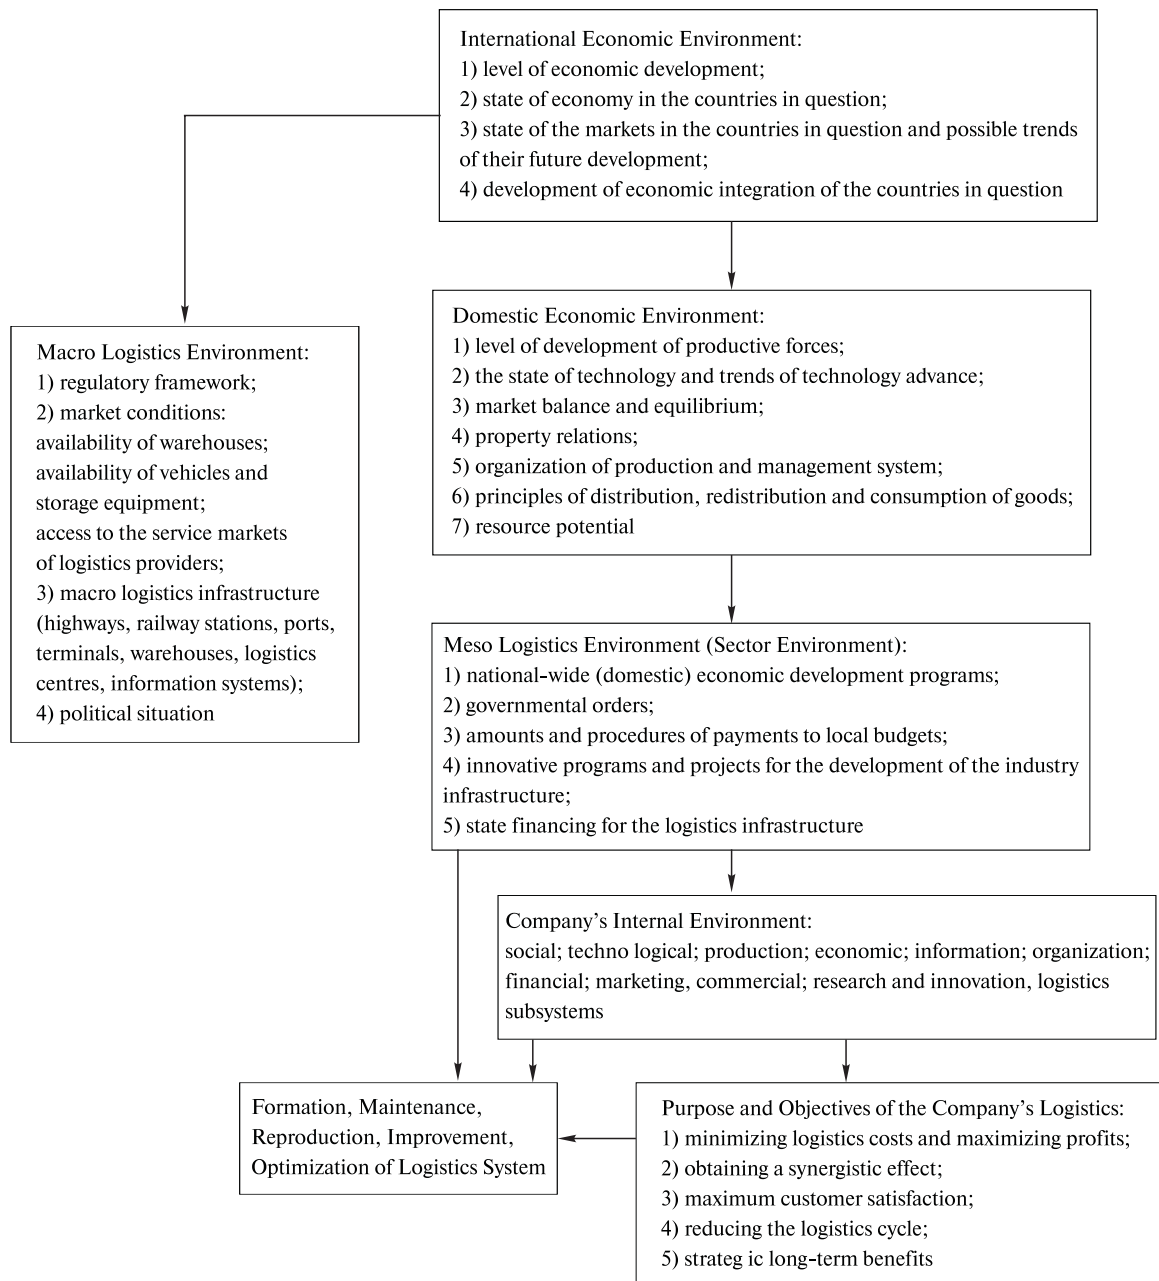 International Economic Environment:
1) level of economic development;
2) state of economy in the countries in question;
3) state of the markets in the countries in question and possible trends
of their future development;
4) development of economic integration of the countries in question
Macro Logistics Environment:
1) regulatory framework;
2) market conditions:
availability of warehouses;
availability of vehicles and
storage equipment;
access to the service markets
of logistics providers;
3) macro logistics infrastructure
(highways, railway stations, ports,
terminals, warehouses, logistics
centres, information systems);
4) political situation
Domestic Economic Environment:
1) level of development of productive forces;
2) the state of technology and trends of technology advance;
3) market balance and equilibrium;
4) property relations;
5) organization of production and management system;
6) principles of distribution, redistribution and consumption of goods;
7) resource potential
Meso Logistics Environment (Sector Environment):
1) national-wide (domestic) economic development programs;
2) governmental orders;
3) amounts and procedures of payments to local budgets;
4) innovative programs and projects for the development of the industry
infrastructure;
5) state financing for the logistics infrastructure
Company's Internal Environment:
social; techno logical; production; economic; information; organization;
financial; marketing, commercial; research and innovation, logistics
subsystems
Formation, Maintenance,
Reproduction, Improvement,
Optimization of Logistics System
Purpose and Objectives of the Company's Logistics:
1) minimizing logistics costs and maximizing profits;
2) obtaining a synergistic effect;
3) maximum customer satisfaction;
4) reducing the logistics cycle;
5) strateg ic long-term benefits